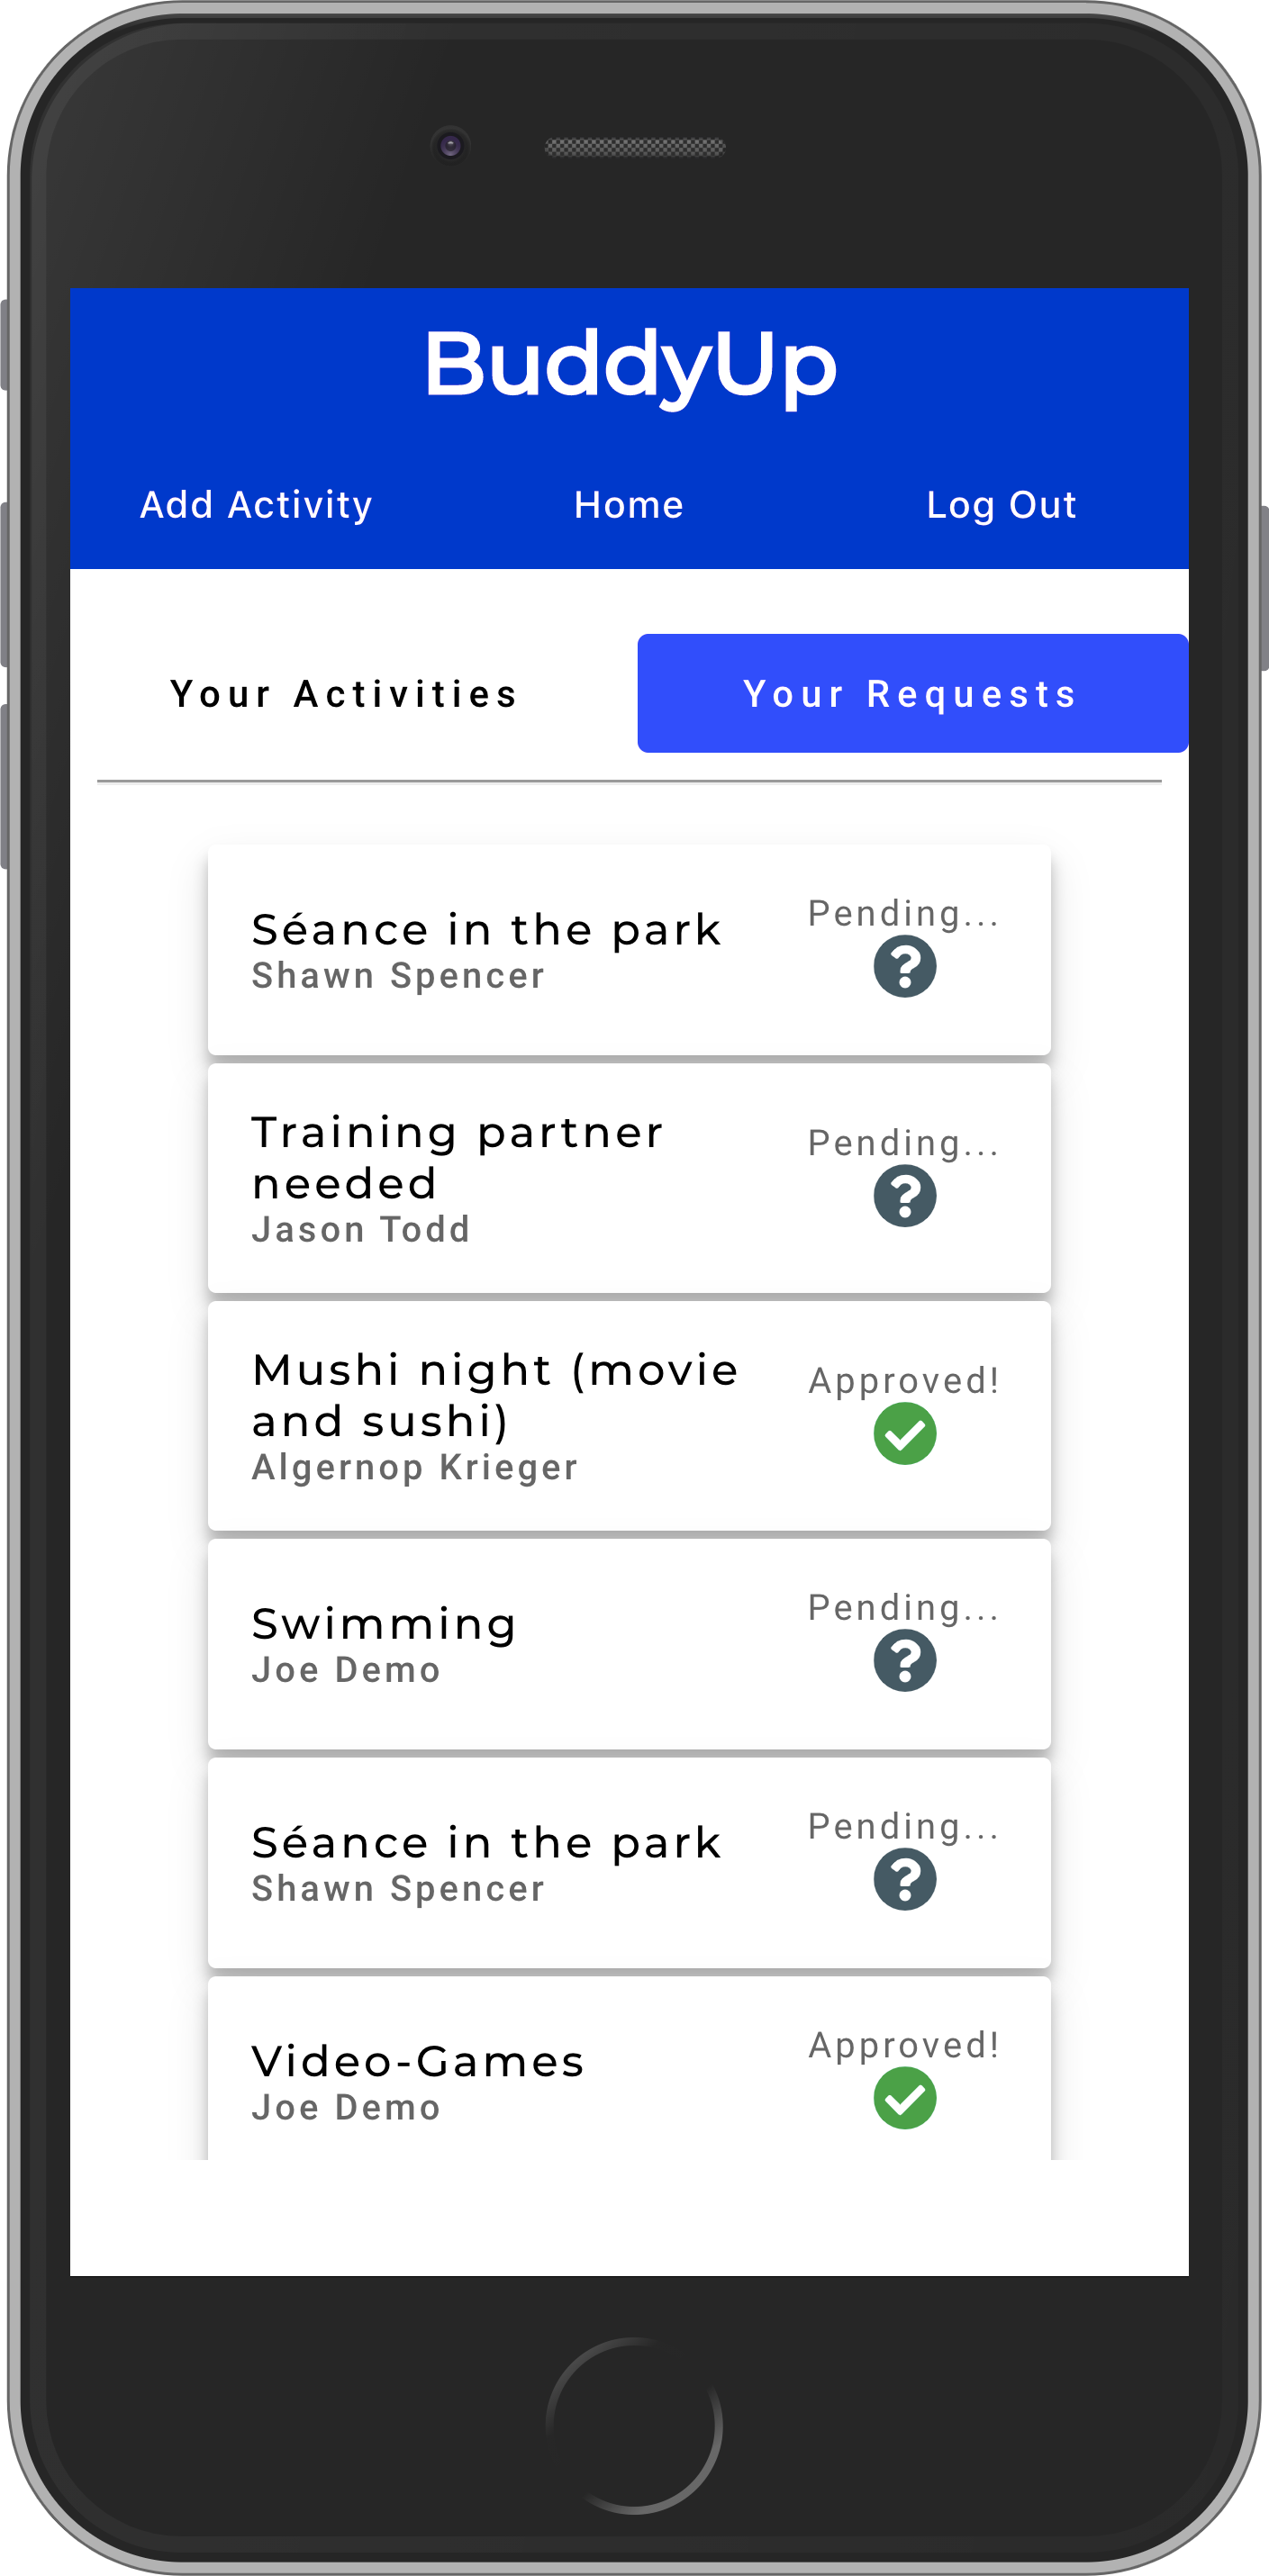 BuddyUp
Add Activity Home Log Out
Your Activities Your Requests
Séance in the park
Shawn Spencer
Pending...
Training partner
needed
Jason Todd
Pending...
Mushi night (movie
and sushi)
Algernop Krieger
Approved!
Swimming
Joe Demo
Pending...
Séance in the park
Shawn Spencer
Pending...
Video-Games
Joe Demo
Approved!